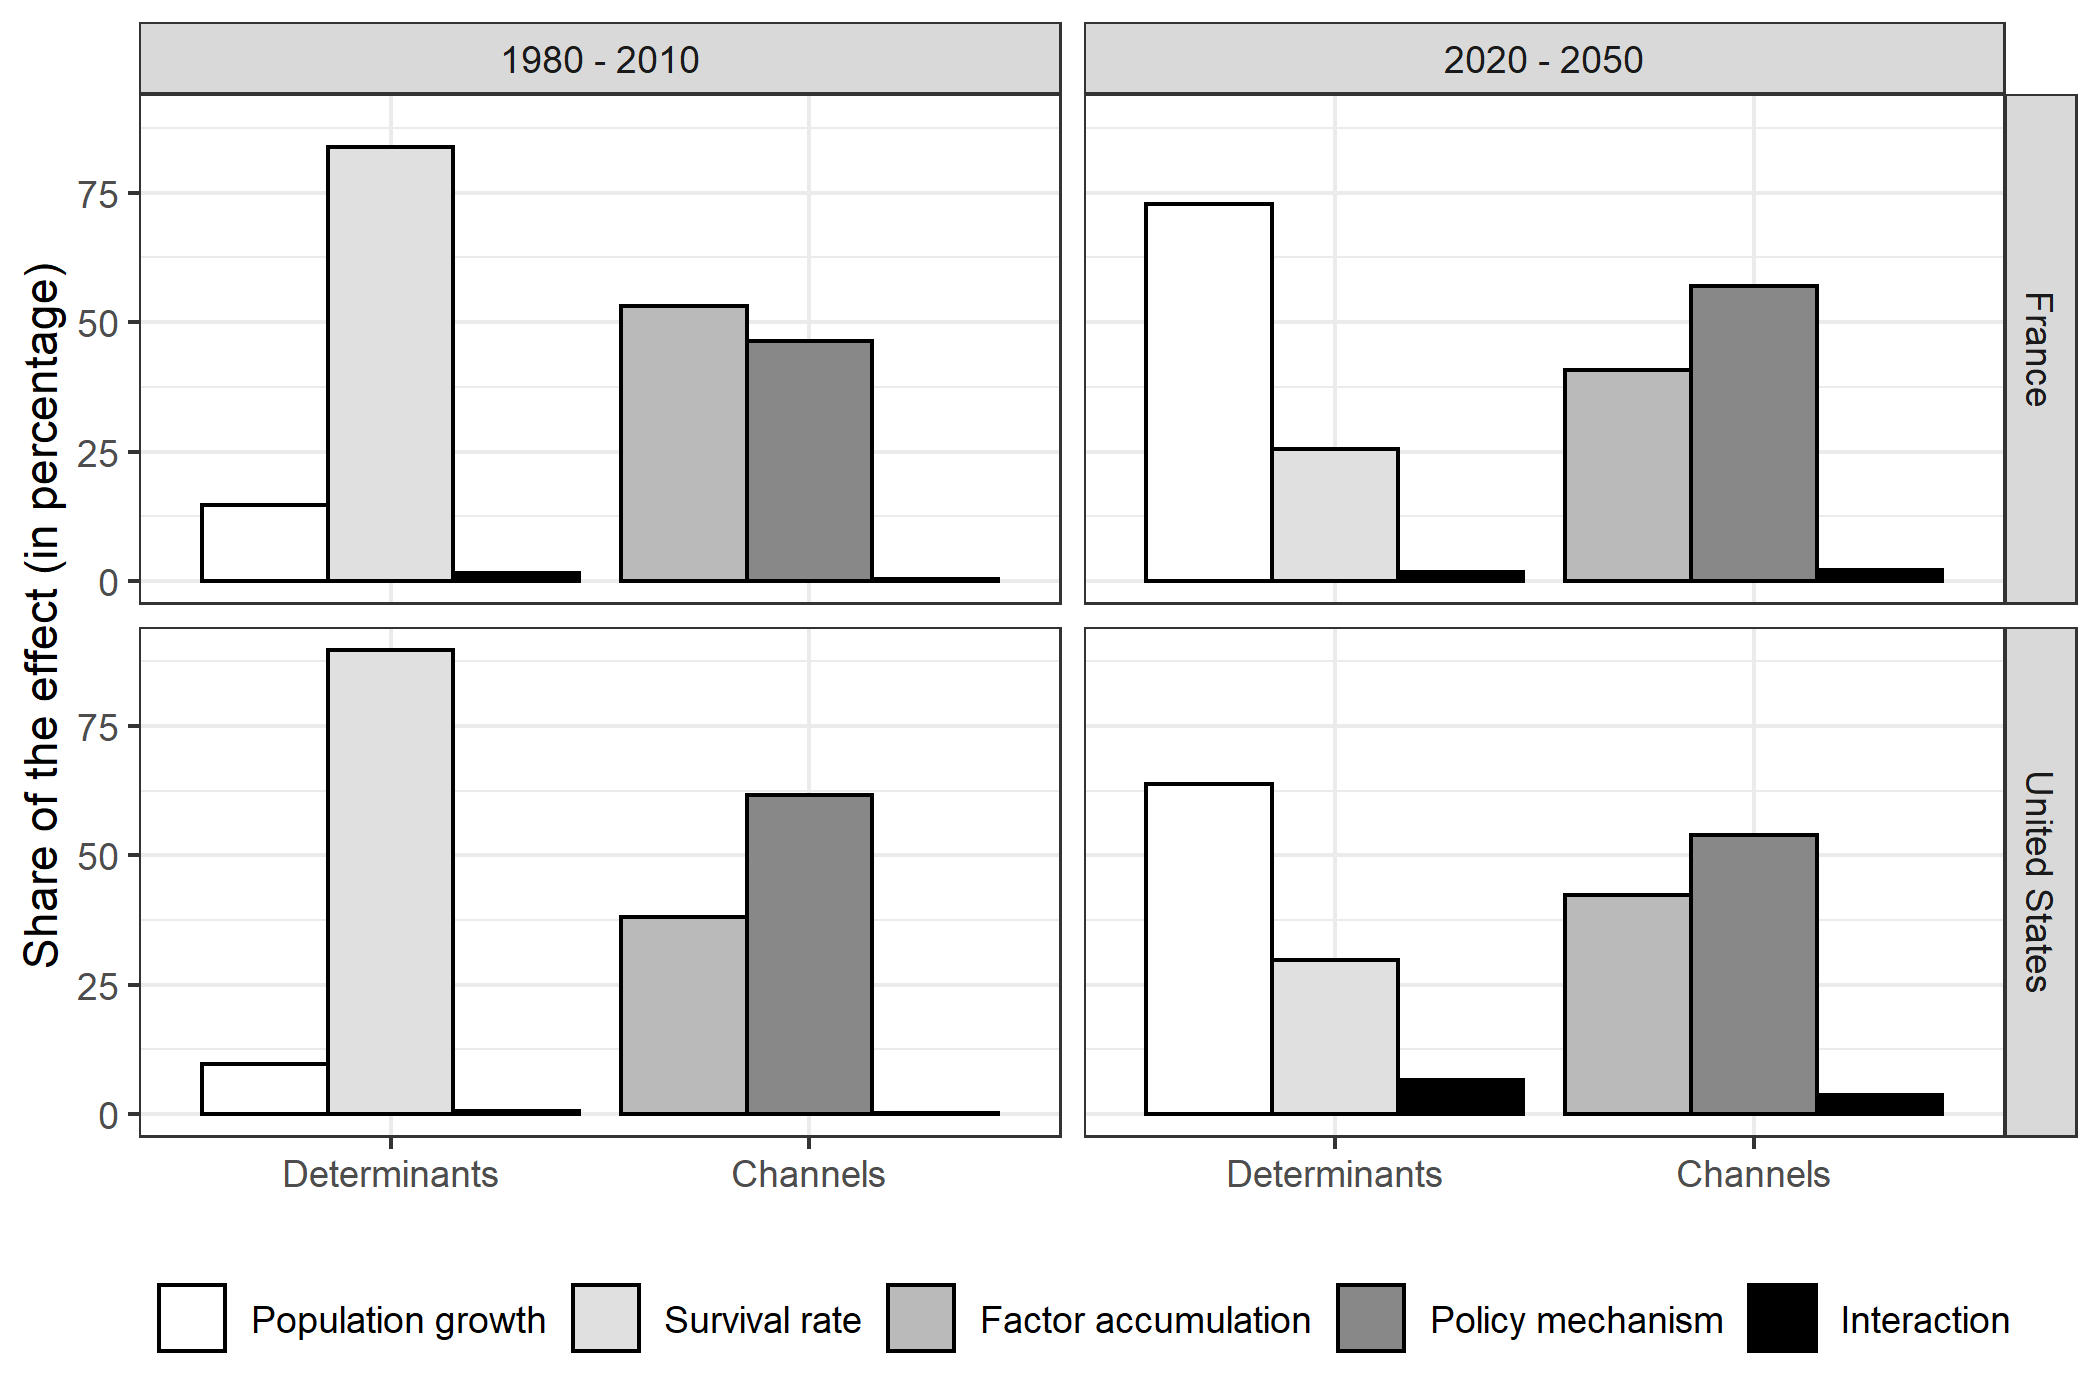 1980 - 2010
2020 - 2050
Share of the effect (in percentage)
75
50
25
0
France
75
50
25
0
United States
Determinants
Channels
Determinants
Channels
Population growth
Survival rate
Factor accumulation
Policy mechanism
Interaction